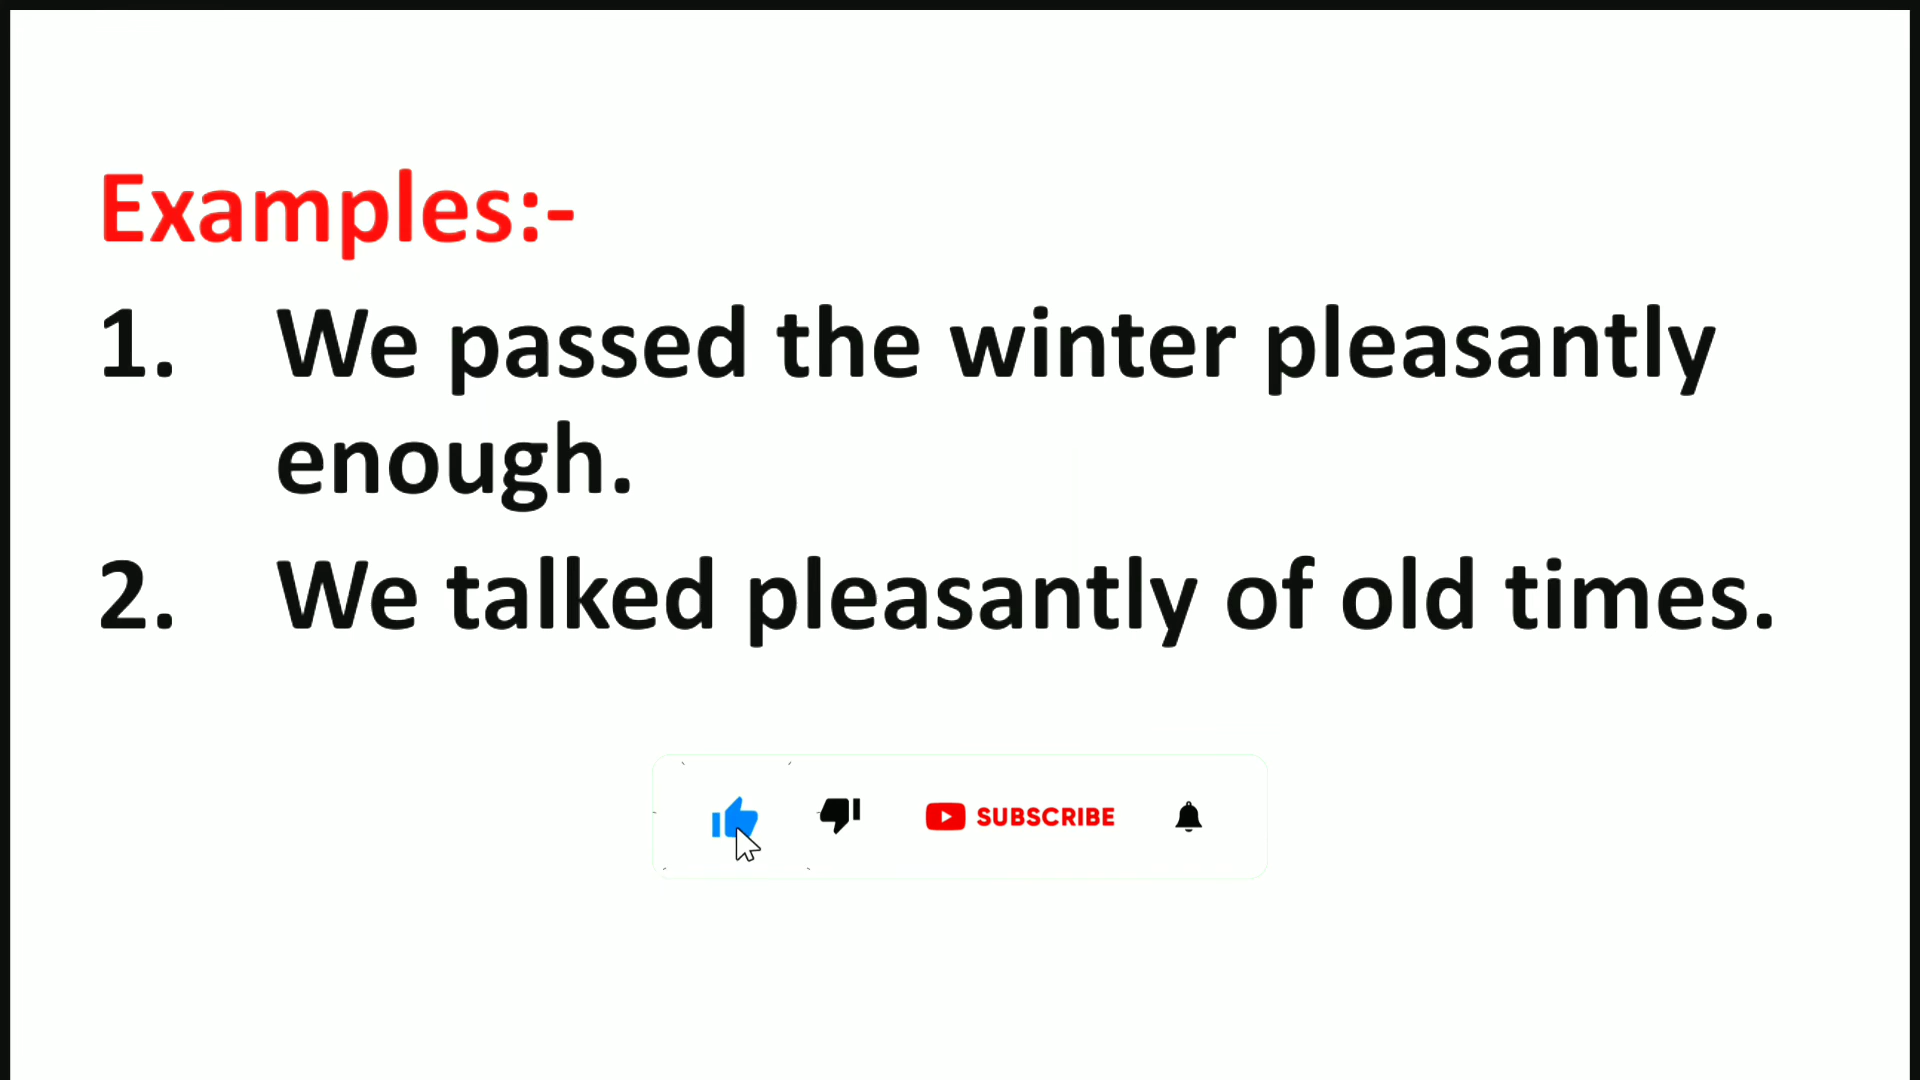 Examples:-
1. We passed the winter pleasantly
enough.
2. We talked pleasantly of old times.
SUBSCRIBE